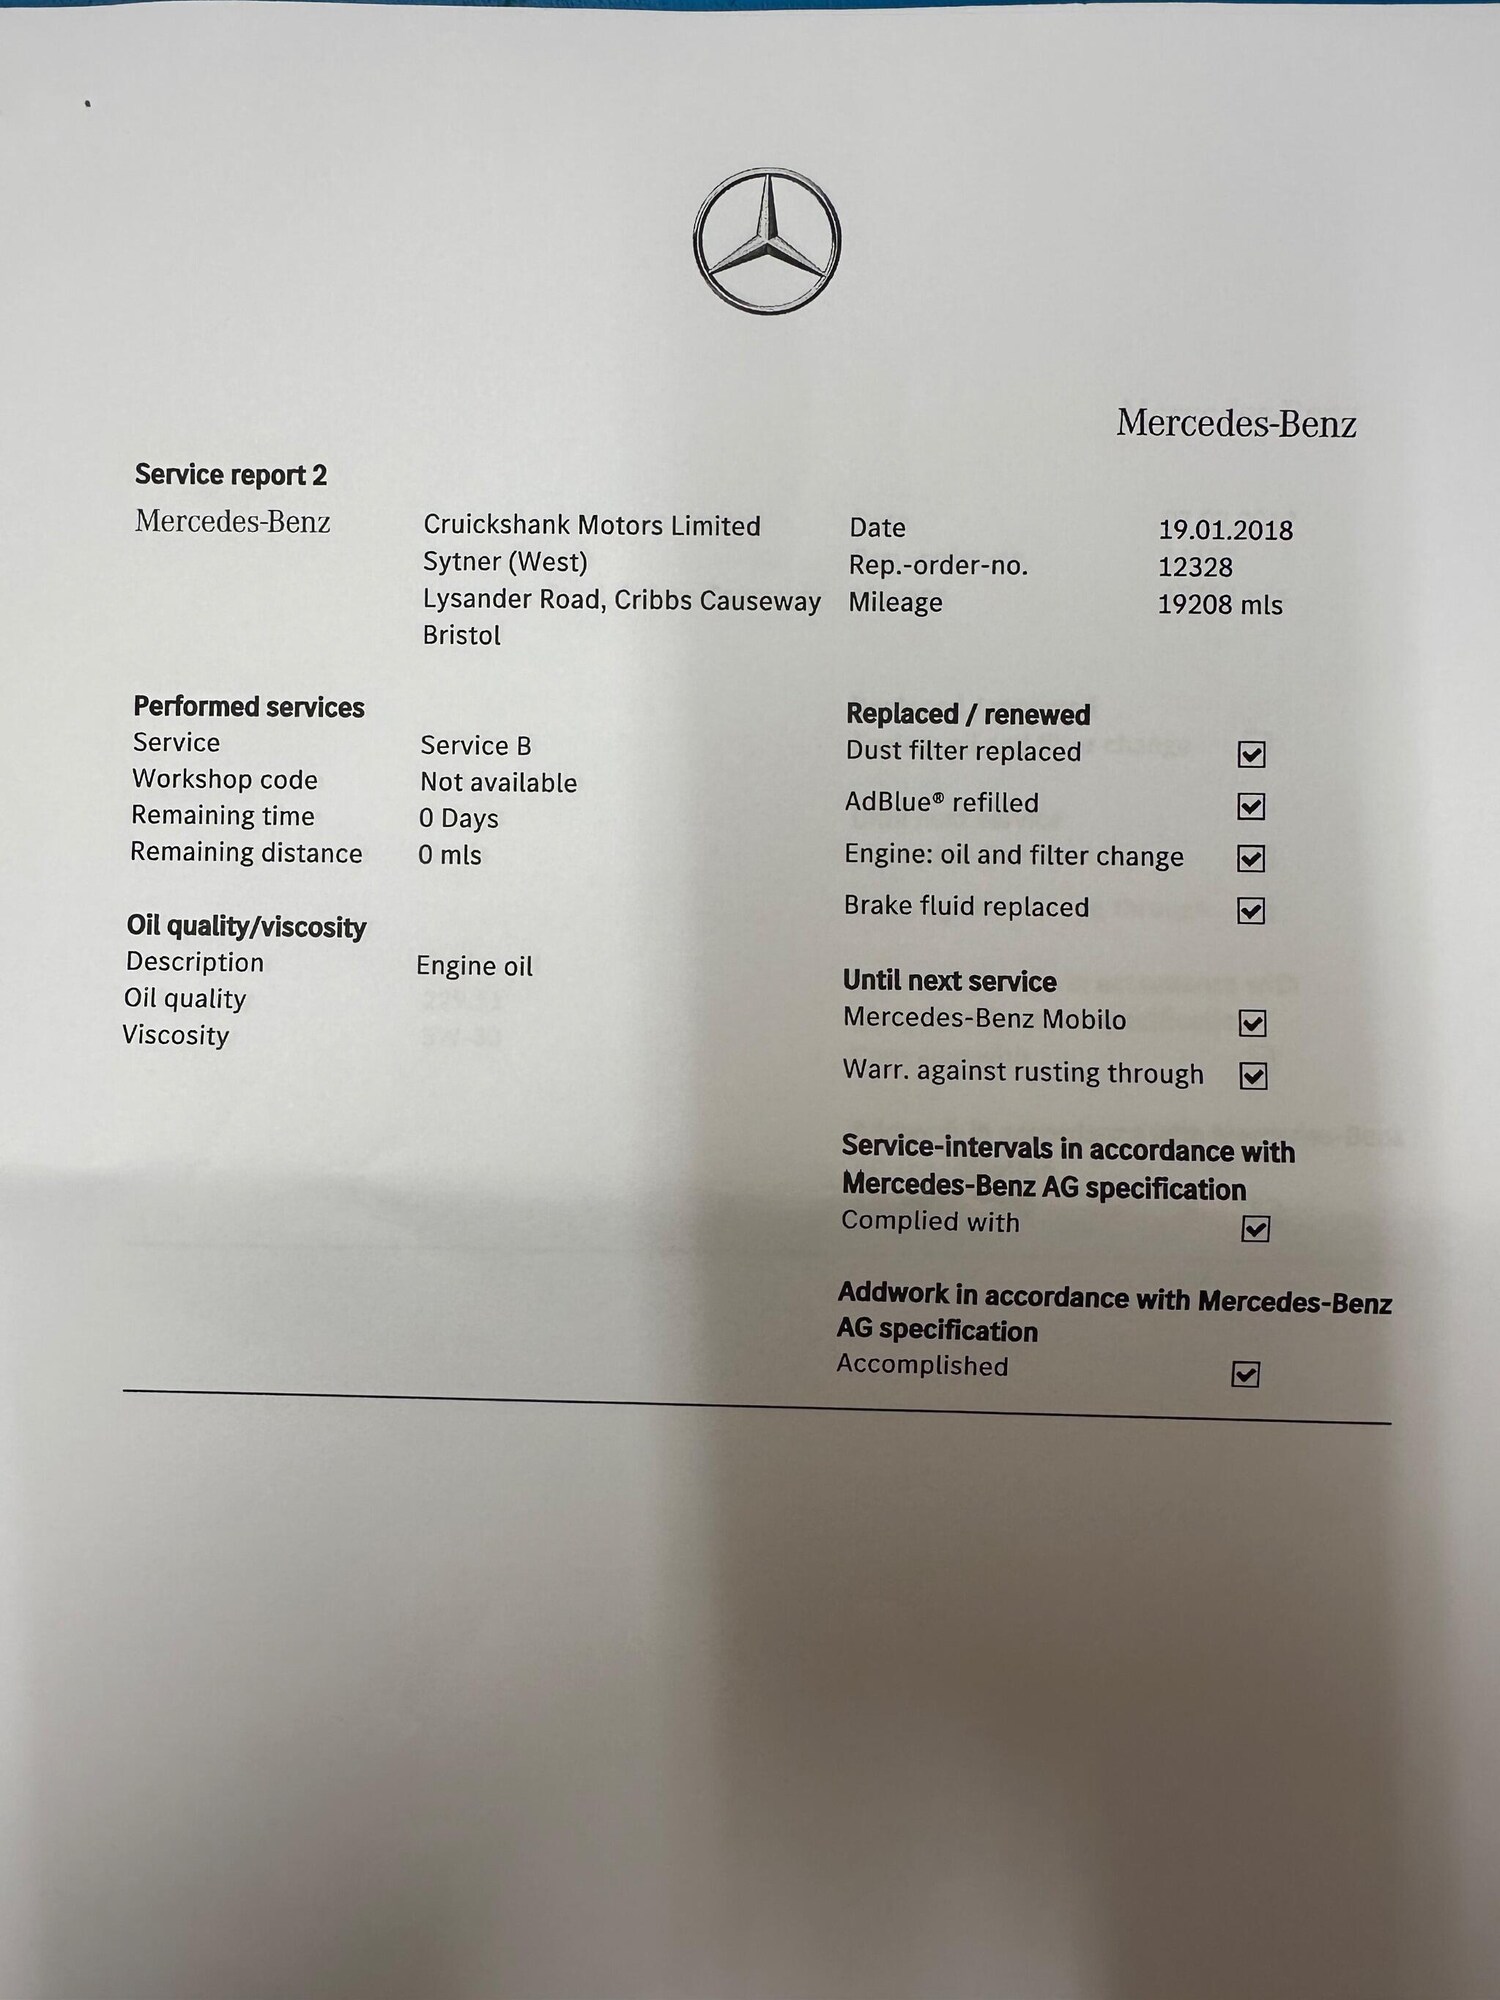 Mercedes-Benz
Service report 2
Mercedes-Benz
Cruickshank Motors Limited
Sytner (West)
Lysander Road, Cribbs Causeway
Bristol
Date 19.01.2018
Rep.-order-no. 12328
Mileage 19208 mls
Performed services
Service Service B
Workshop code Not available
Remaining time 0 Days
Remaining distance 0 mls
Oil quality/viscosity
Description Engine oil
Oil quality
Viscosity
Replaced / renewed
Dust filter replaced
AdBlue® refilled
Engine: oil and filter change
Brake fluid replaced
Until next service
Mercedes-Benz Mobilo
Warr. against rusting through
Service-intervals in accordance with
Mercedes-Benz AG specification
Complied with
Addwork in accordance with Mercedes-Benz
AG specification
Accomplished